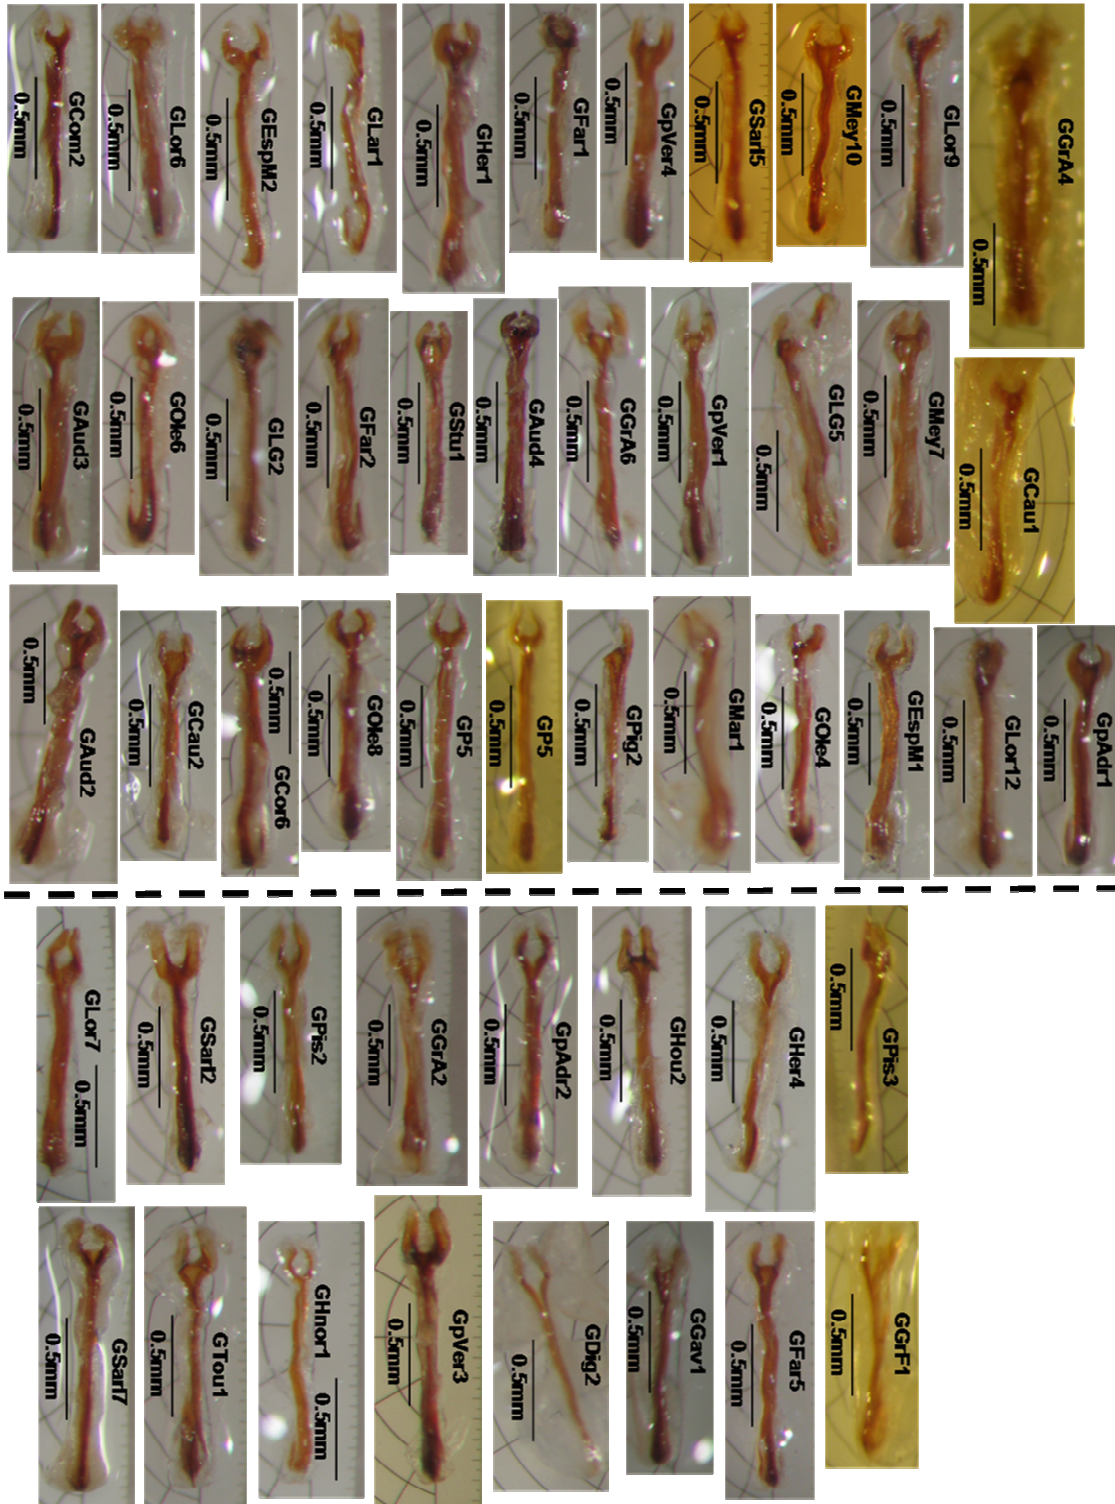 GCom2
0.5mm
GLor6
0.5mm
GEspM2
0.5mm
GLar1
0.5mm
GHer1
0.5mm
GFar1
0.5mm
GpVer4
0.5mm
GSarl5
0.5mm
GMey10
0.5mm
GLor9
0.5mm
GGrA4
0.5mm
GAud3
0.5mm
GOle6
0.5mm
GLG2
0.5mm
GFar2
0.5mm
GStu1
0.5mm
GAud4
0.5mm
GGrA6
0.5mm
GpVer1
0.5mm
GLG5
0.5mm
GMey7
0.5mm
GCau1
0.5mm
GAud2
0.5mm
GCau2
0.5mm
GCor6
0.5mm
GOle8
0.5mm
GP5
0.5mm
GP5
0.5mm
GPig2
0.5mm
GMar1
0.5mm
GOle4
0.5mm
GEspM1
0.5mm
GLor12
0.5mm
GpAdr1
0.5mm
GLor7
0.5mm
GSarl2
0.5mm
GPis2
0.5mm
GGrA2
0.5mm
GpAdr2
0.5mm
GHou2
0.5mm
GHer4
0.5mm
GPis3
0.5mm
GSarl7
0.5mm
GTou1
0.5mm
GHnor1
0.5mm
GpVer3
0.5mm
GDig2
0.5mm
GGav1
0.5mm
GFar5
0.5mm
GGrF1
0.5mm